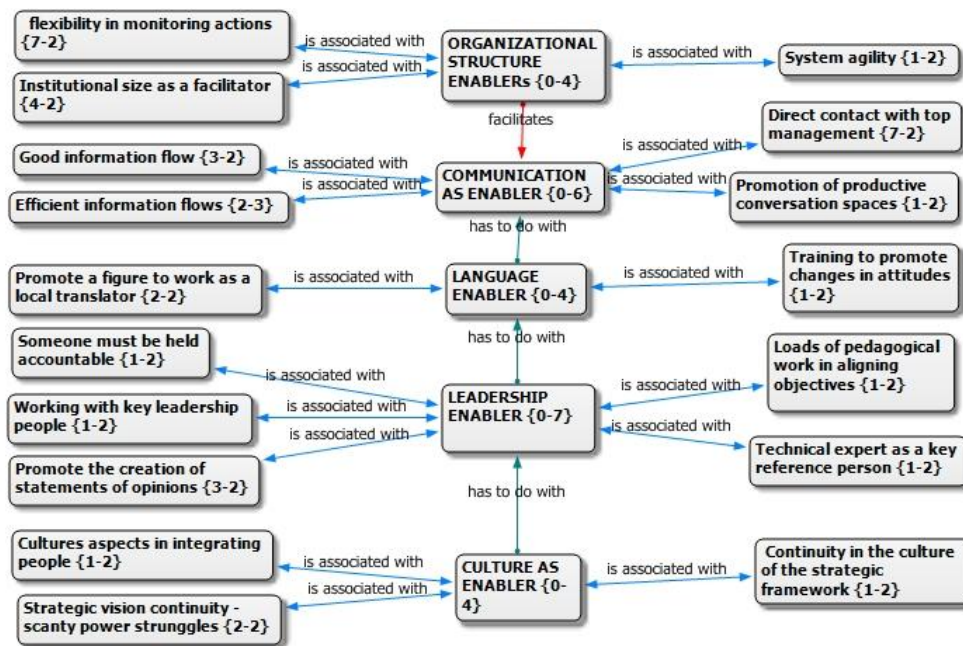 flexibility in monitoring actions
{7-2}
is associated with
ORGANIZATIONAL
STRUCTURE
ENABLERs {0-4}
is associated with
System agility {1-2}
Institutional size as a facilitator
{4-2}
is associated with
facilitates
Direct contact with top
management {7-2}
is associated with
Good information flow {3-2}
is associated with
COMMUNICATION
AS ENABLER {0-6}
is associated with
Promotion of productive
conversation spaces {1-2}
Efficient information flows {2-3}
is associated with
has to do with
Promote a figure to work as a
local translator {2-2}
is associated with
LANGUAGE
ENABLER {0-4}
is associated with
Training to promote
changes in attitudes
{1-2}
has to do with
Someone must be held
accountable {1-2}
is associated with
Working with key leadership
people {1-2}
is associated with
LEADERSHIP
ENABLER {0-7}
is associated with
Loads of pedagogical
work in aligning
objectives {1-2}
Promote the creation of
statements of opinions {3-2}
is associated with
is associated with
Technical expert as a key
reference person {1-2}
has to do with
Cultures aspects in integrating
people {1-2}
is associated with
CULTURE AS
ENABLER {0-
4}
is associated with
Continuity in the culture
of the strategic
framework {1-2}
Strategic vision continuity -
scanty power strunggles {2-2}
is associated with